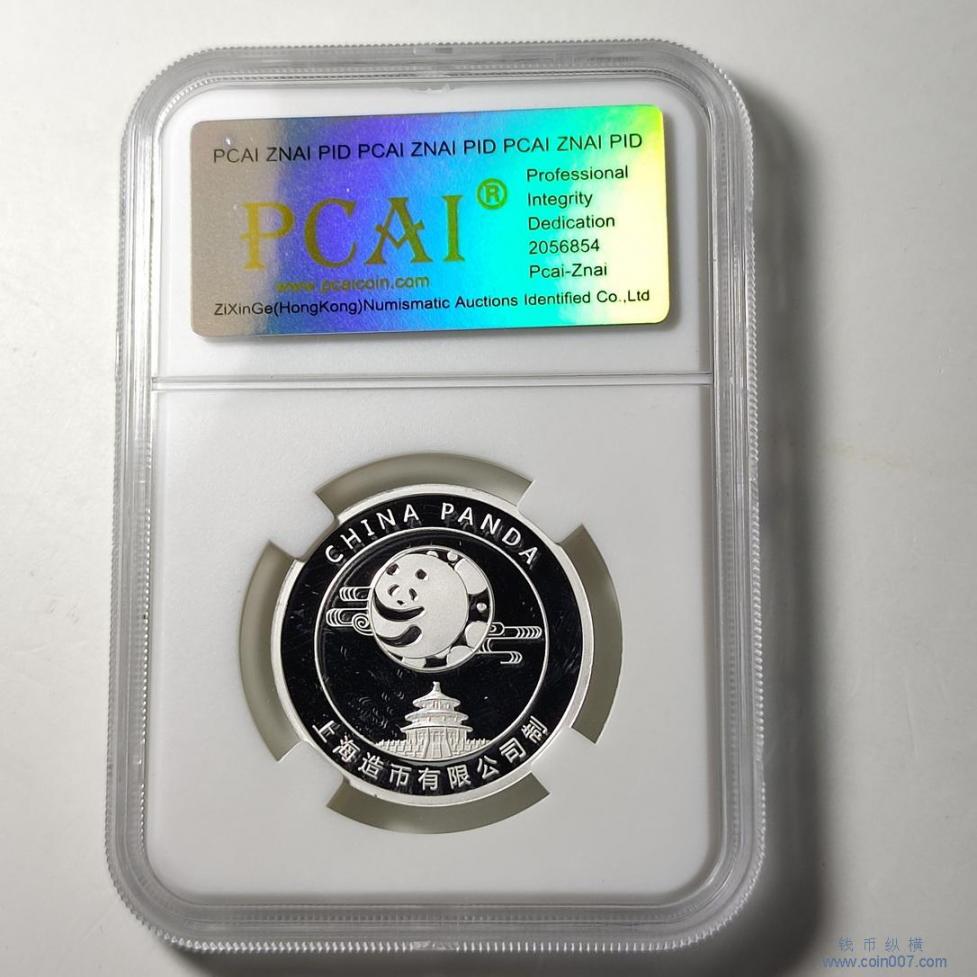 PCAI ZNAI PID PCAI ZNAI PID PCAI ZNAI PID
PCAI®
Professional
Integrity
Dedication
2056854
Pcai-Znai
www.pcaicoin.com
ZiXinGe(HongKong)Numismatic Auctions Identified Co.,Ltd
CHINA PANDA
上海造币有限公司制
钱币纵横
www.coin007.com